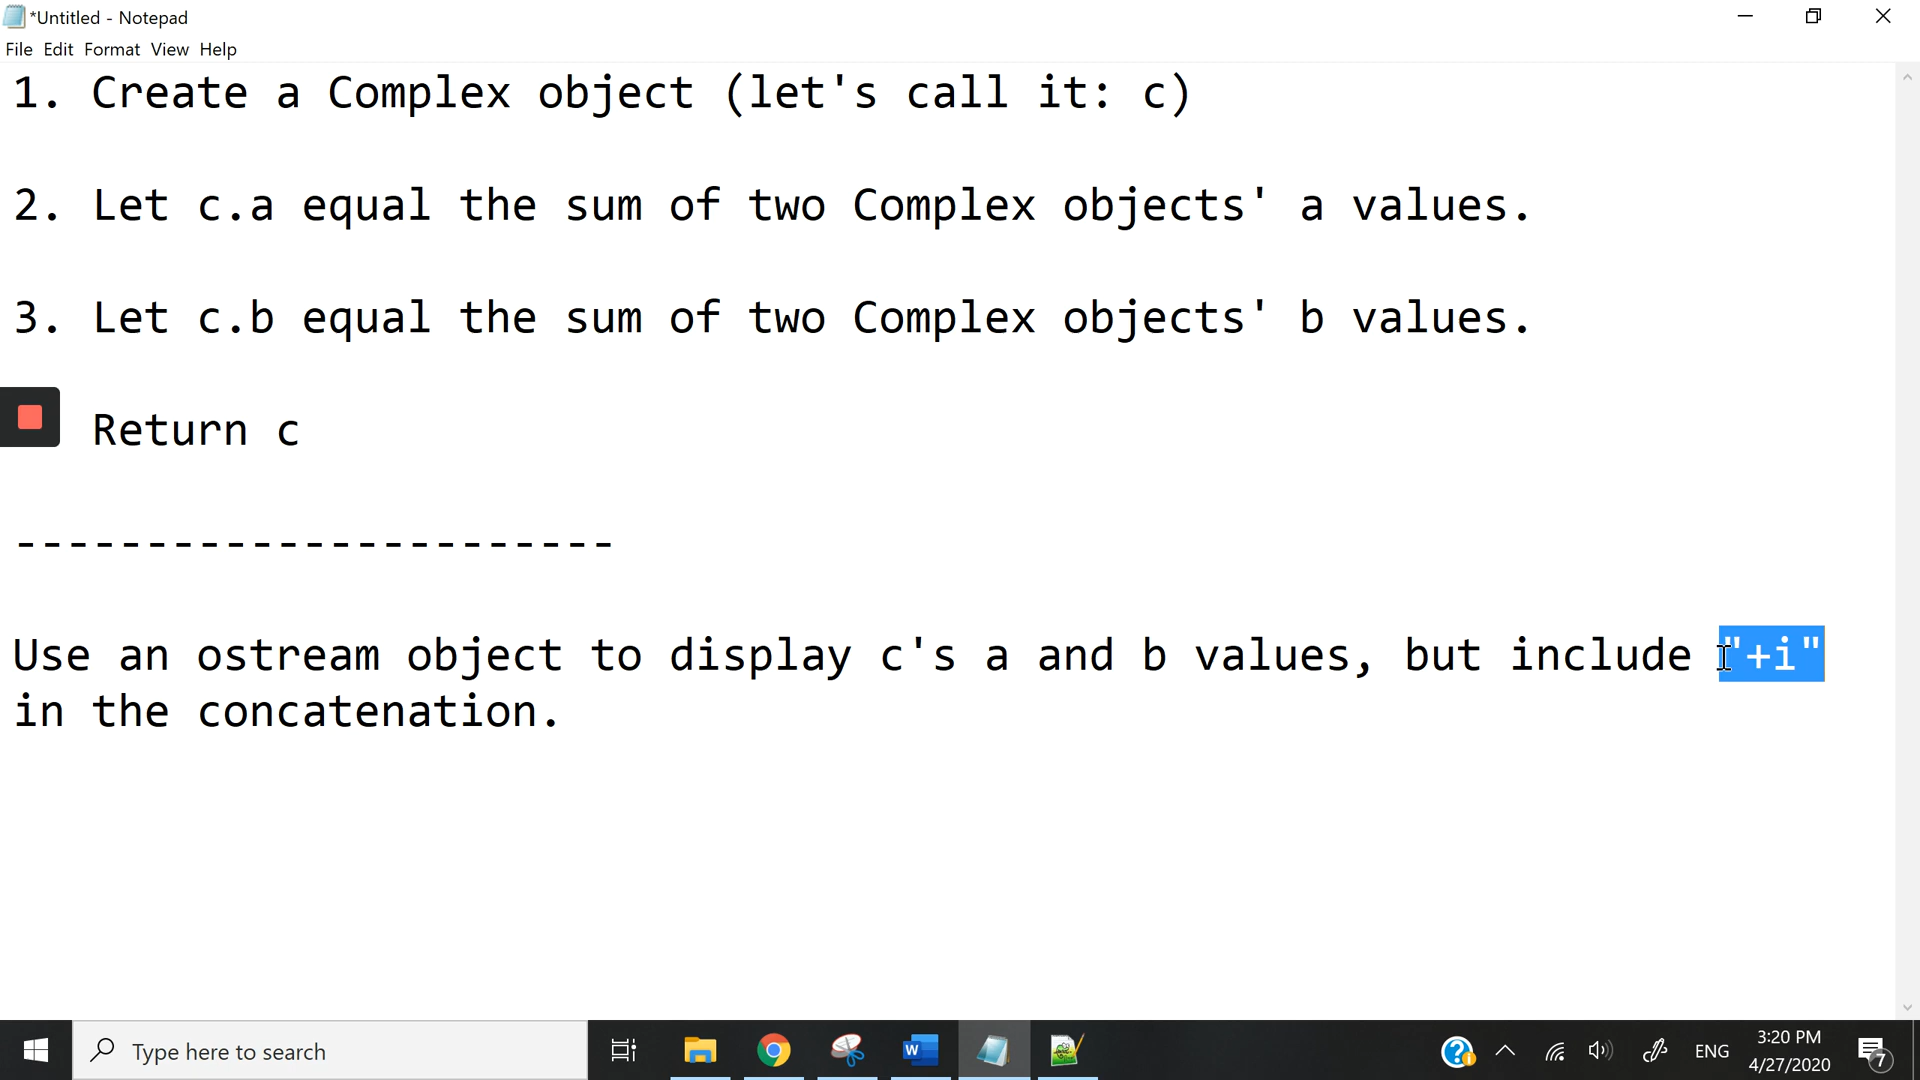 *Untitled - Notepad
File Edit Format View Help
1. Create a Complex object (let's call it: c)
2. Let c.a equal the sum of two Complex objects' a values.
3. Let c.b equal the sum of two Complex objects' b values.
Return c
-----------------------
Use an ostream object to display c's a and b values, but include "+i"
in the concatenation.
Type here to search
W
ENG
3:20 PM
4/27/2020
7